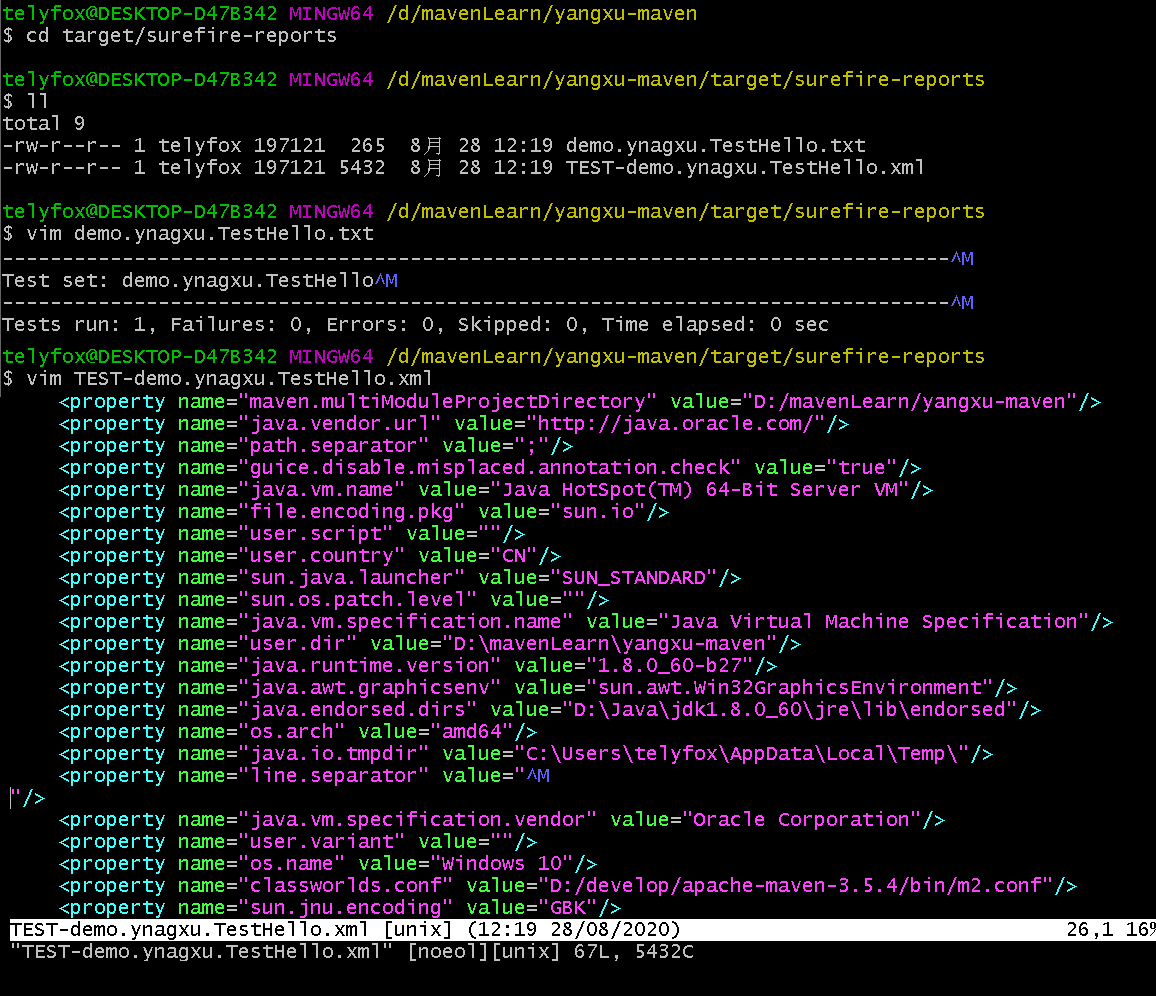 telyfox@DESKTOP-D47B342 MINGW64 /d/mavenLearn/yangxu-maven
$ cd target/surefire-reports
telyfox@DESKTOP-D47B342 MINGW64 /d/mavenLearn/yangxu-maven/target/surefire-reports
$ ll
total 9
-rw-r--r-- 1 telyfox 197121  265  8月 28 12:19 demo.ynagxu.TestHello.txt
-rw-r--r-- 1 telyfox 197121 5432  8月 28 12:19 TEST-demo.ynagxu.TestHello.xml
telyfox@DESKTOP-D47B342 MINGW64 /d/mavenLearn/yangxu-maven/target/surefire-reports
$ vim demo.ynagxu.TestHello.txt
-------------------------------------------------------------------------------^M
Test set: demo.ynagxu.TestHello^M
-------------------------------------------------------------------------------^M
Tests run: 1, Failures: 0, Errors: 0, Skipped: 0, Time elapsed: 0 sec
telyfox@DESKTOP-D47B342 MINGW64 /d/mavenLearn/yangxu-maven/target/surefire-reports
$ vim TEST-demo.ynagxu.TestHello.xml
<property name="maven.multiModuleProjectDirectory" value="D:/mavenLearn/yangxu-maven"/>
<property name="java.vendor.url" value="http://java.oracle.com/"/>
<property name="path.separator" value=";"/>
<property name="guice.disable.misplaced.annotation.check" value="true"/>
<property name="java.vm.name" value="Java HotSpot(TM) 64-Bit Server VM"/>
<property name="file.encoding.pkg" value="sun.io"/>
<property name="user.script" value=""/>
<property name="user.country" value="CN"/>
<property name="sun.java.launcher" value="SUN_STANDARD"/>
<property name="sun.os.patch.level" value=""/>
<property name="java.vm.specification.name" value="Java Virtual Machine Specification"/>
<property name="user.dir" value="D:\mavenLearn\yangxu-maven"/>
<property name="java.runtime.version" value="1.8.0_60-b27"/>
<property name="java.awt.graphicsenv" value="sun.awt.Win32GraphicsEnvironment"/>
<property name="java.endorsed.dirs" value="D:\Java\jdk1.8.0_60\jre\lib\endorsed"/>
<property name="os.arch" value="amd64"/>
<property name="java.io.tmpdir" value="C:\Users\telyfox\AppData\Local\Temp\"/>
<property name="line.separator" value="^M
"/>
<property name="java.vm.specification.vendor" value="Oracle Corporation"/>
<property name="user.variant" value=""/>
<property name="os.name" value="Windows 10"/>
<property name="classworlds.conf" value="D:/develop/apache-maven-3.5.4/bin/m2.conf"/>
<property name="sun.jnu.encoding" value="GBK"/>
TEST-demo.ynagxu.TestHello.xml [unix] (12:19 28/08/2020) 26,1 16%
"TEST-demo.ynagxu.TestHello.xml" [noeol][unix] 67L, 5432C